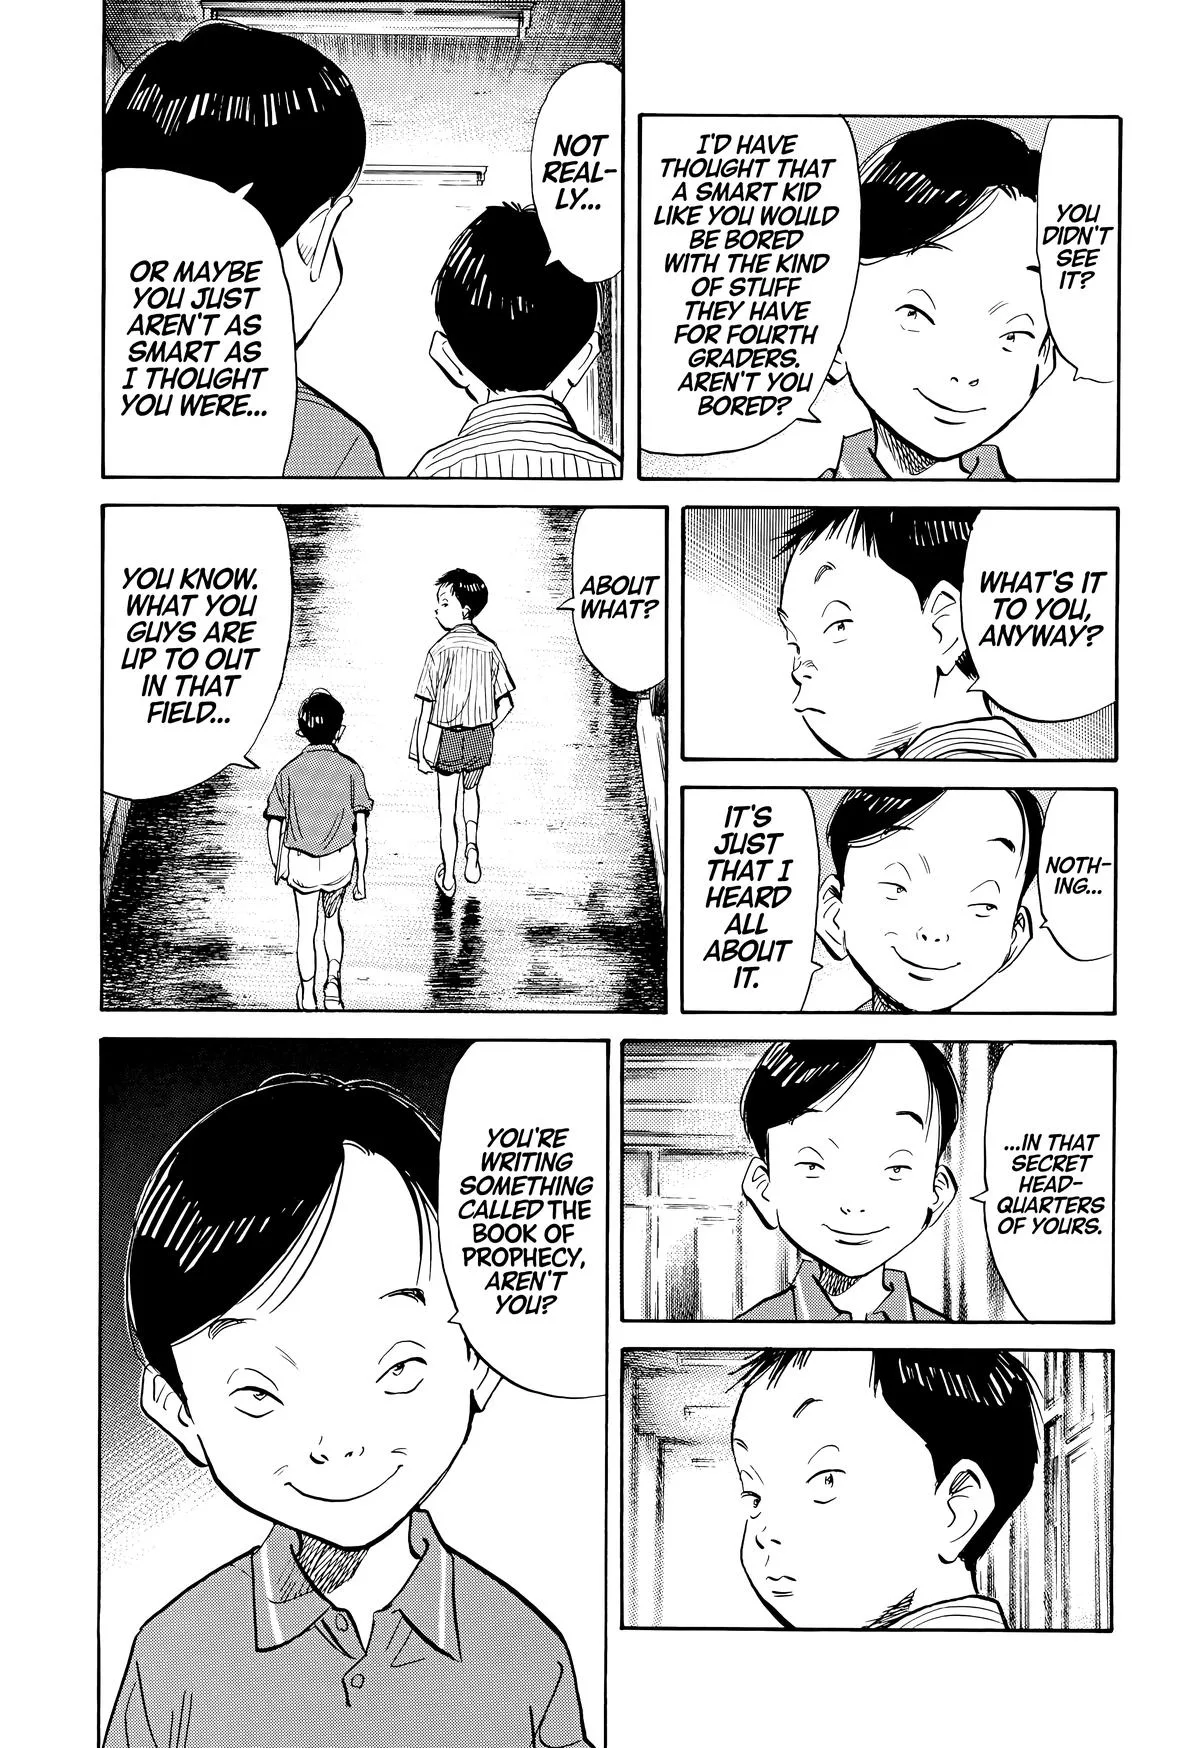 YOU
DIDN'T
SEE
IT?
I'D HAVE
THOUGHT THAT
A SMART KID
LIKE YOU WOULD
BE BORED
WITH THE KIND
OF STUFF
THEY HAVE
FOR FOURTH
GRADERS.
AREN'T YOU
BORED?
NOT
REAL-
LY...
OR MAYBE
YOU JUST
AREN'T AS
SMART AS
I THOUGHT
YOU WERE...
WHAT'S IT
TO YOU,
ANYWAY?
NOTH-
ING...
IT'S
JUST
THAT I
HEARD
ALL
ABOUT
IT.
ABOUT
WHAT?
YOU KNOW.
WHAT YOU
GUYS ARE
UP TO OUT
IN THAT
FIELD...
...IN THAT
SECRET
HEAD-
QUARTERS
OF YOURS.
YOU'RE
WRITING
SOMETHING
CALLED THE
BOOK OF
PROPHECY,
AREN'T
YOU?